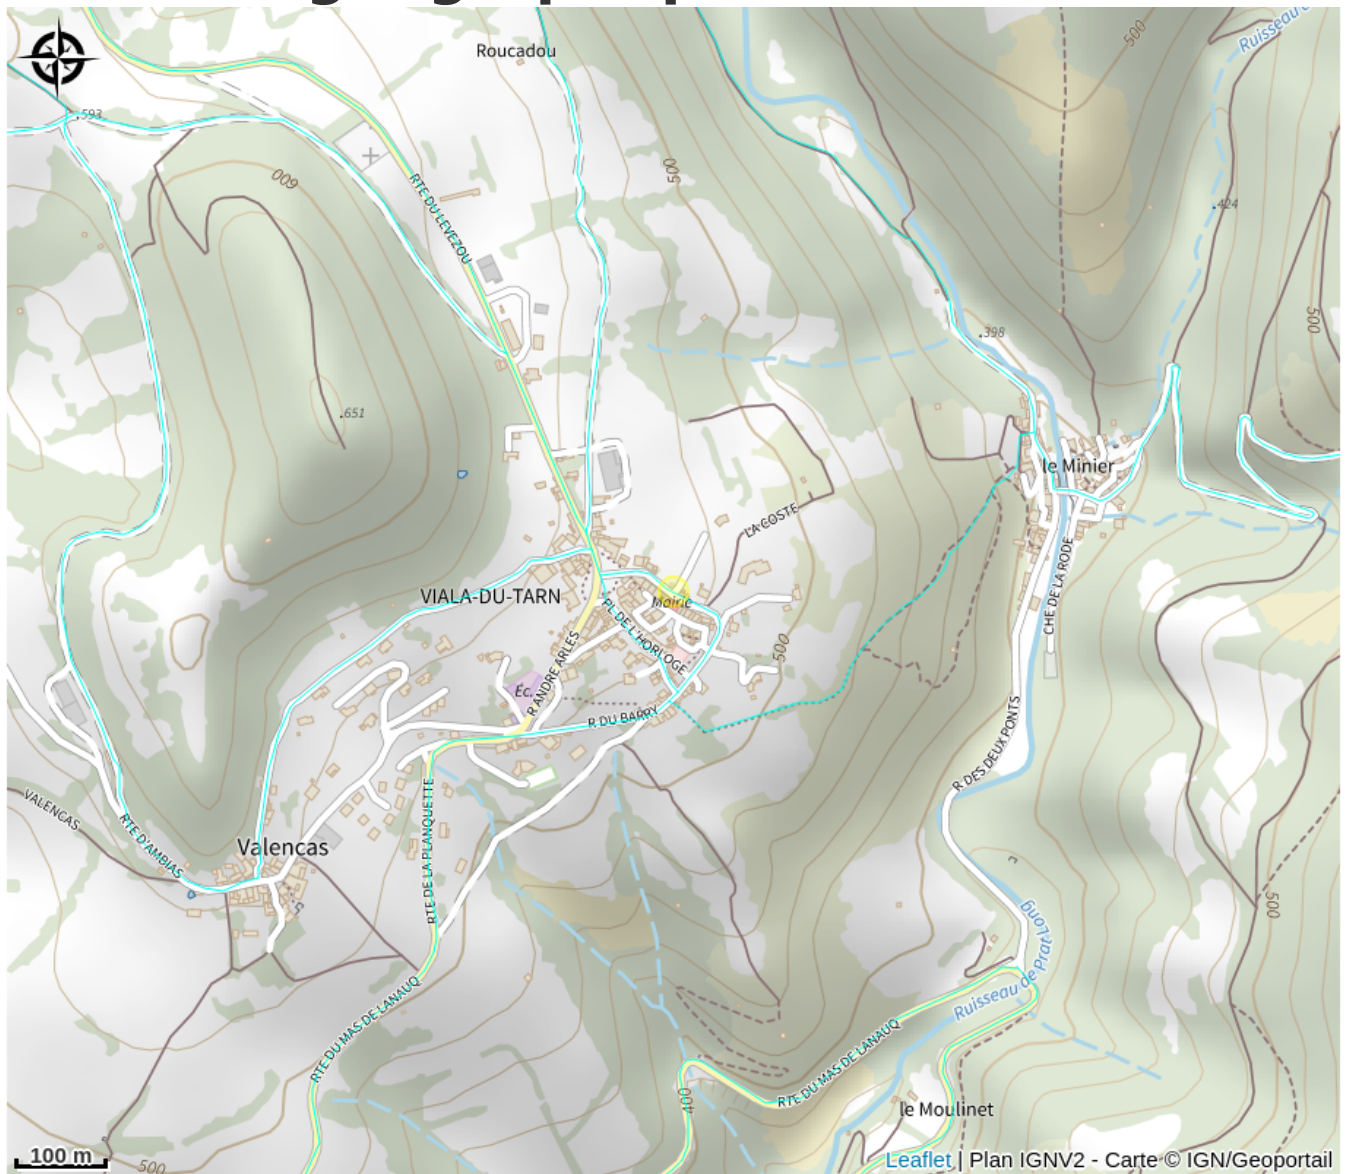 Roucadou
500
Ruisseau
593
600
RTE DU LEVEZOU
500
424
398
500
651
le Minier
LA COSTE
VIALA-DU-TARN
Mairie
PL DE L'HORLOGE
CHE DE LA RODE
500
R ANDRE ARLES
Éc.
R DU BARRY
R DES DEUX PONTS
VALENCAS
RTE D'AMBIAS
Valencas
RTE DE LA PLANQUETTE
500
Ruisseau de Prat Long
RTE DU MAS DE LANAUQ
RTE DU MAS DE LANAUQ
400
le Moulinet
100 m
500
Leaflet | Plan IGNV2 - Carte © IGN/Geoportail